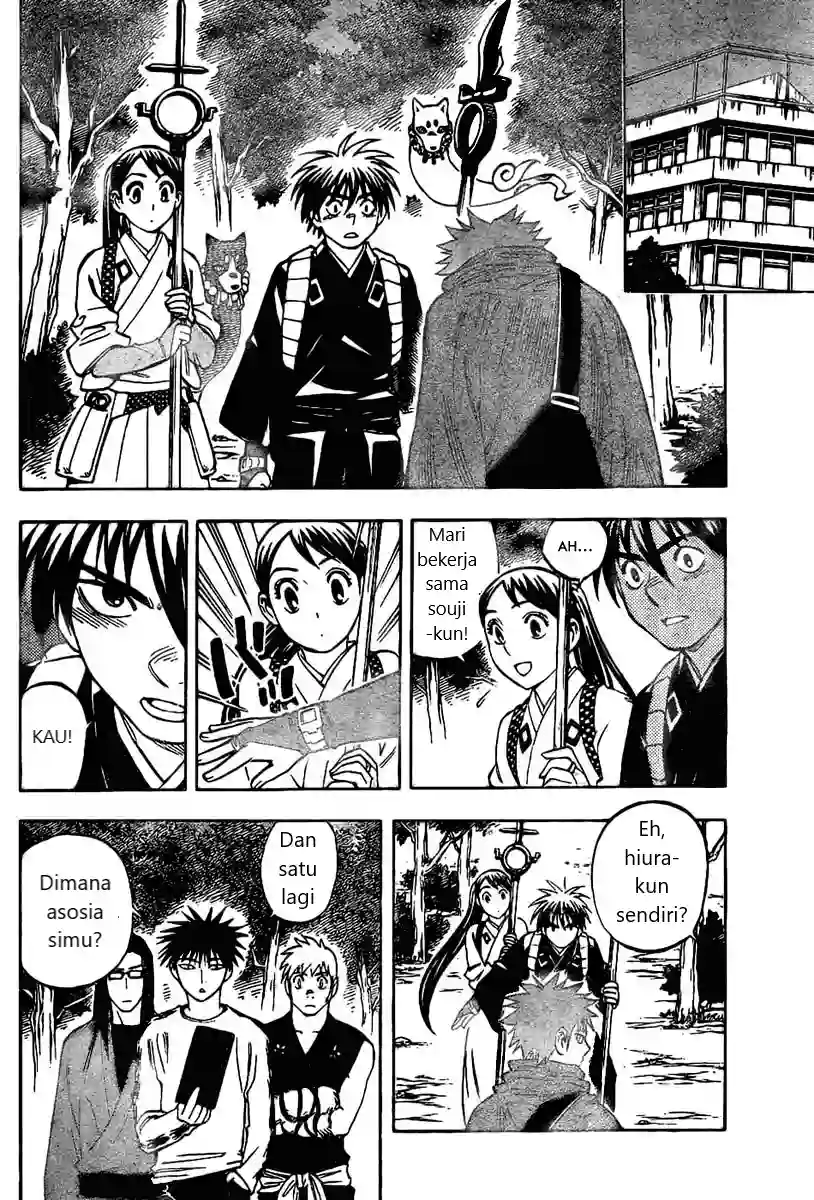 AH...
Mari
bekerja
sama
souji
-kun!
KAU!
Eh,
hiura-
kun
sendiri?
Dan
satu
lagi
Dimana
asosia
simu?